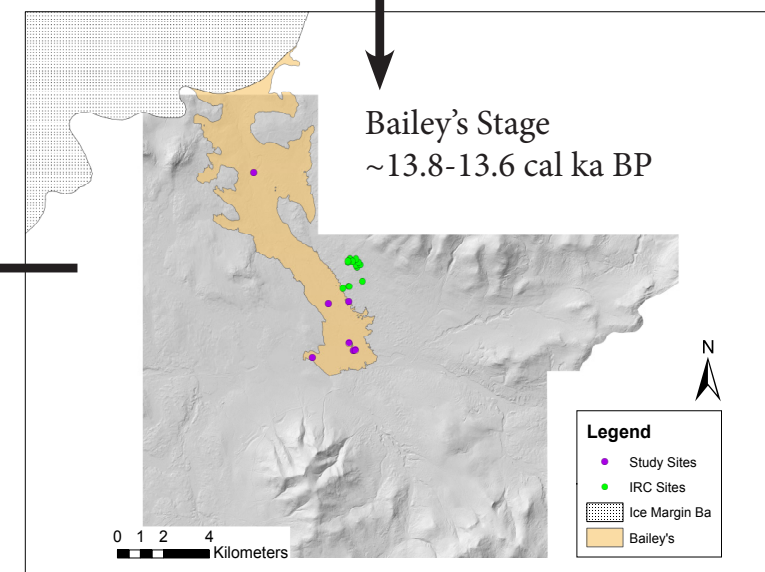 Bailey’s Stage
~13.8-13.6 cal ka BP
N
Legend
Study Sites
IRC Sites
Ice Margin Ba
Bailey's
0 1 2 4
Kilometers